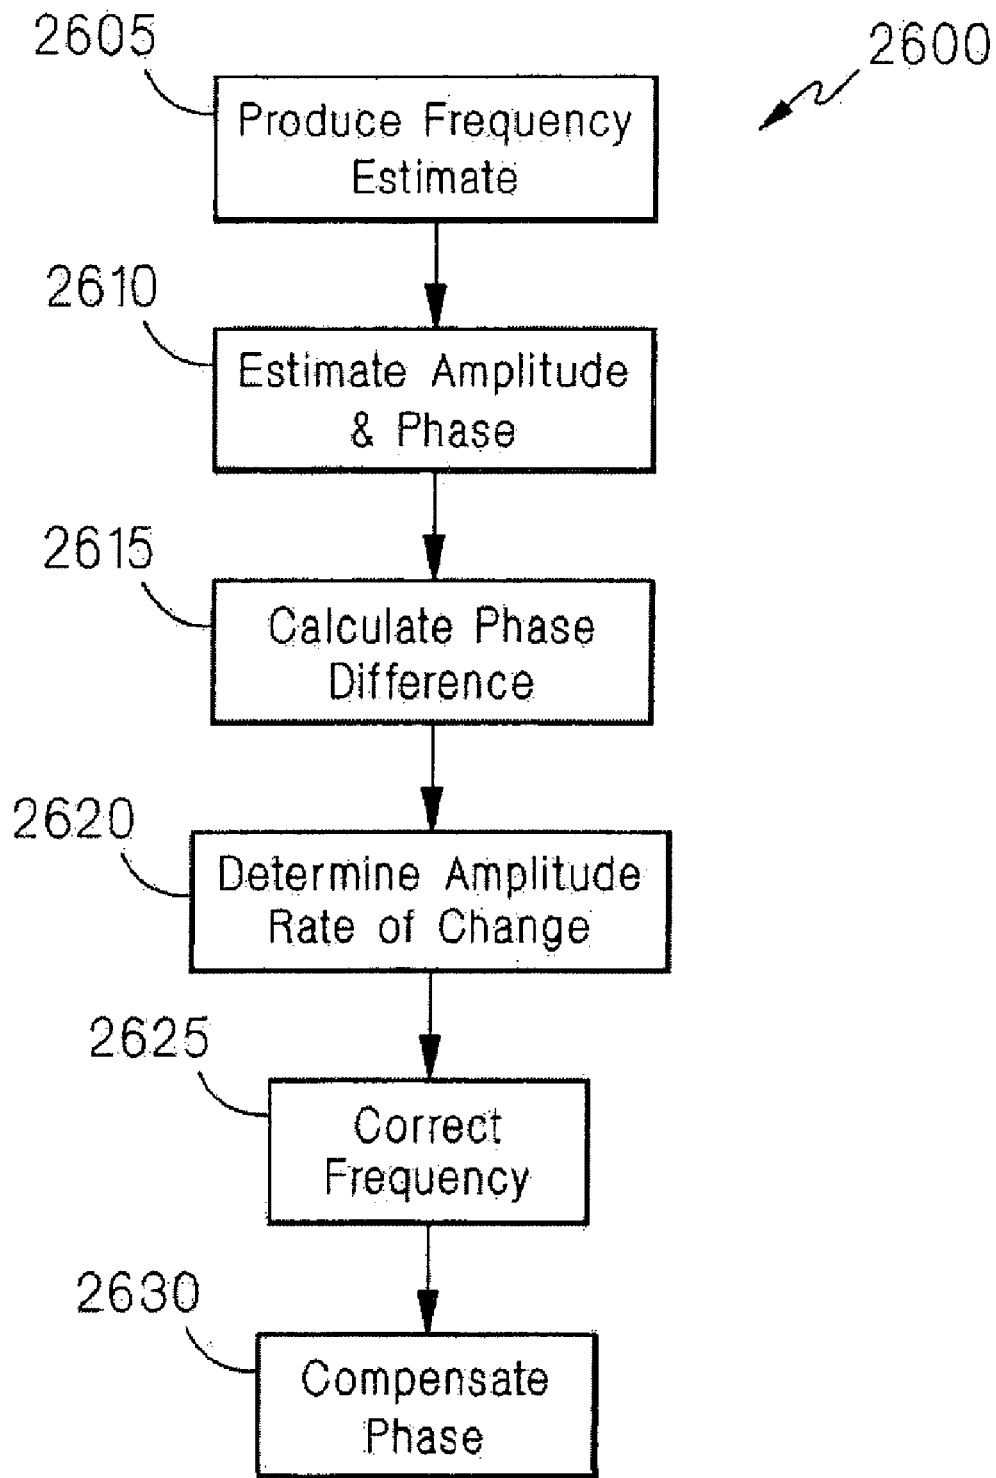 2605
2600
Produce Frequency
Estimate
2610
Estimate Amplitude
& Phase
2615
Calculate Phase
Difference
2620
Determine Amplitude
Rate of Change
2625
Correct
Frequency
2630
Compensate
Phase